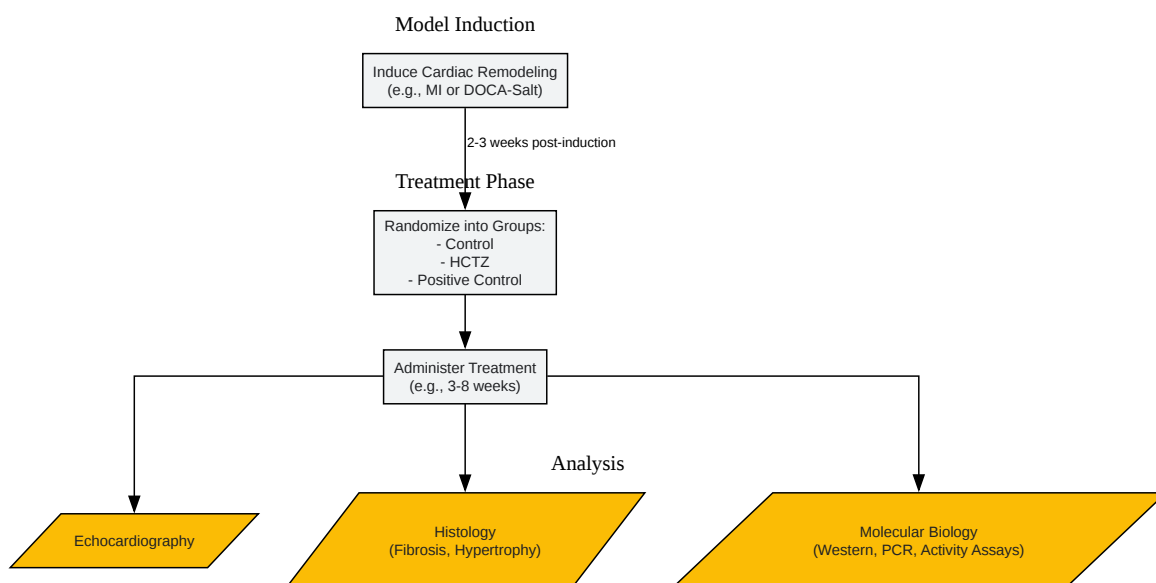 Model Induction
Induce Cardiac Remodeling
(e.g., MI or DOCA-Salt)
2-3 weeks post-induction
Treatment Phase
Randomize into Groups:
- Control
- HCTZ
- Positive Control
Administer Treatment
(e.g., 3-8 weeks)
Analysis
Echocardiography
Histology
(Fibrosis, Hypertrophy)
Molecular Biology
(Western, PCR, Activity Assays)